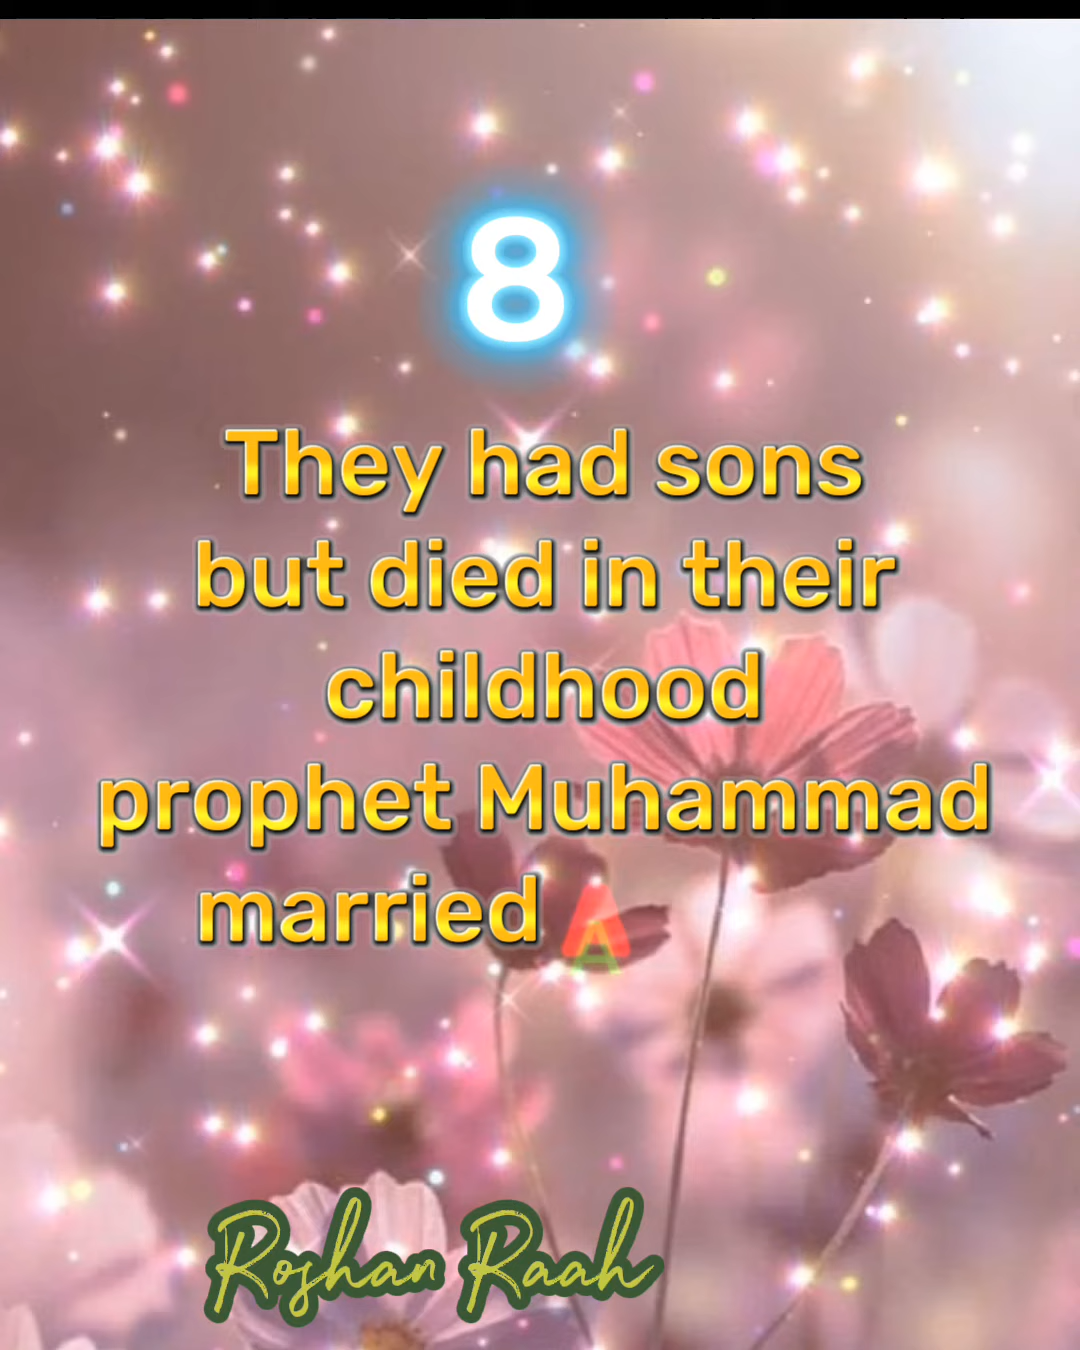 8
They had sons
but died in their
childhood
prophet Muhammad
married A
Roshan Raah